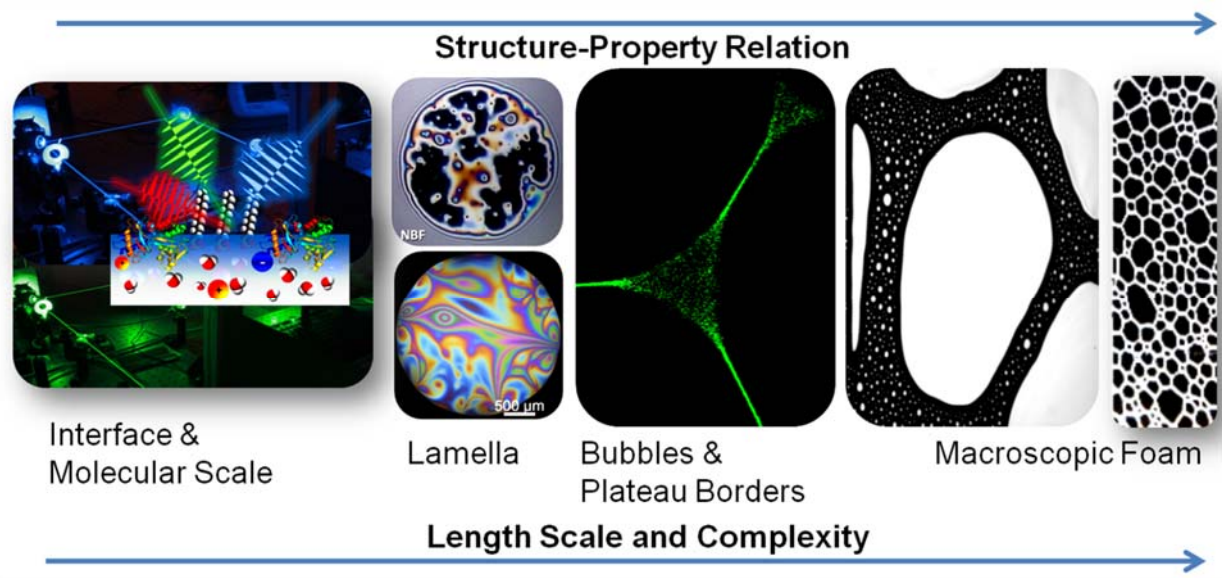 Structure-Property Relation
NBF
500 µm
Interface &
Molecular Scale
Lamella
Bubbles &
Plateau Borders
Macroscopic Foam
Length Scale and Complexity